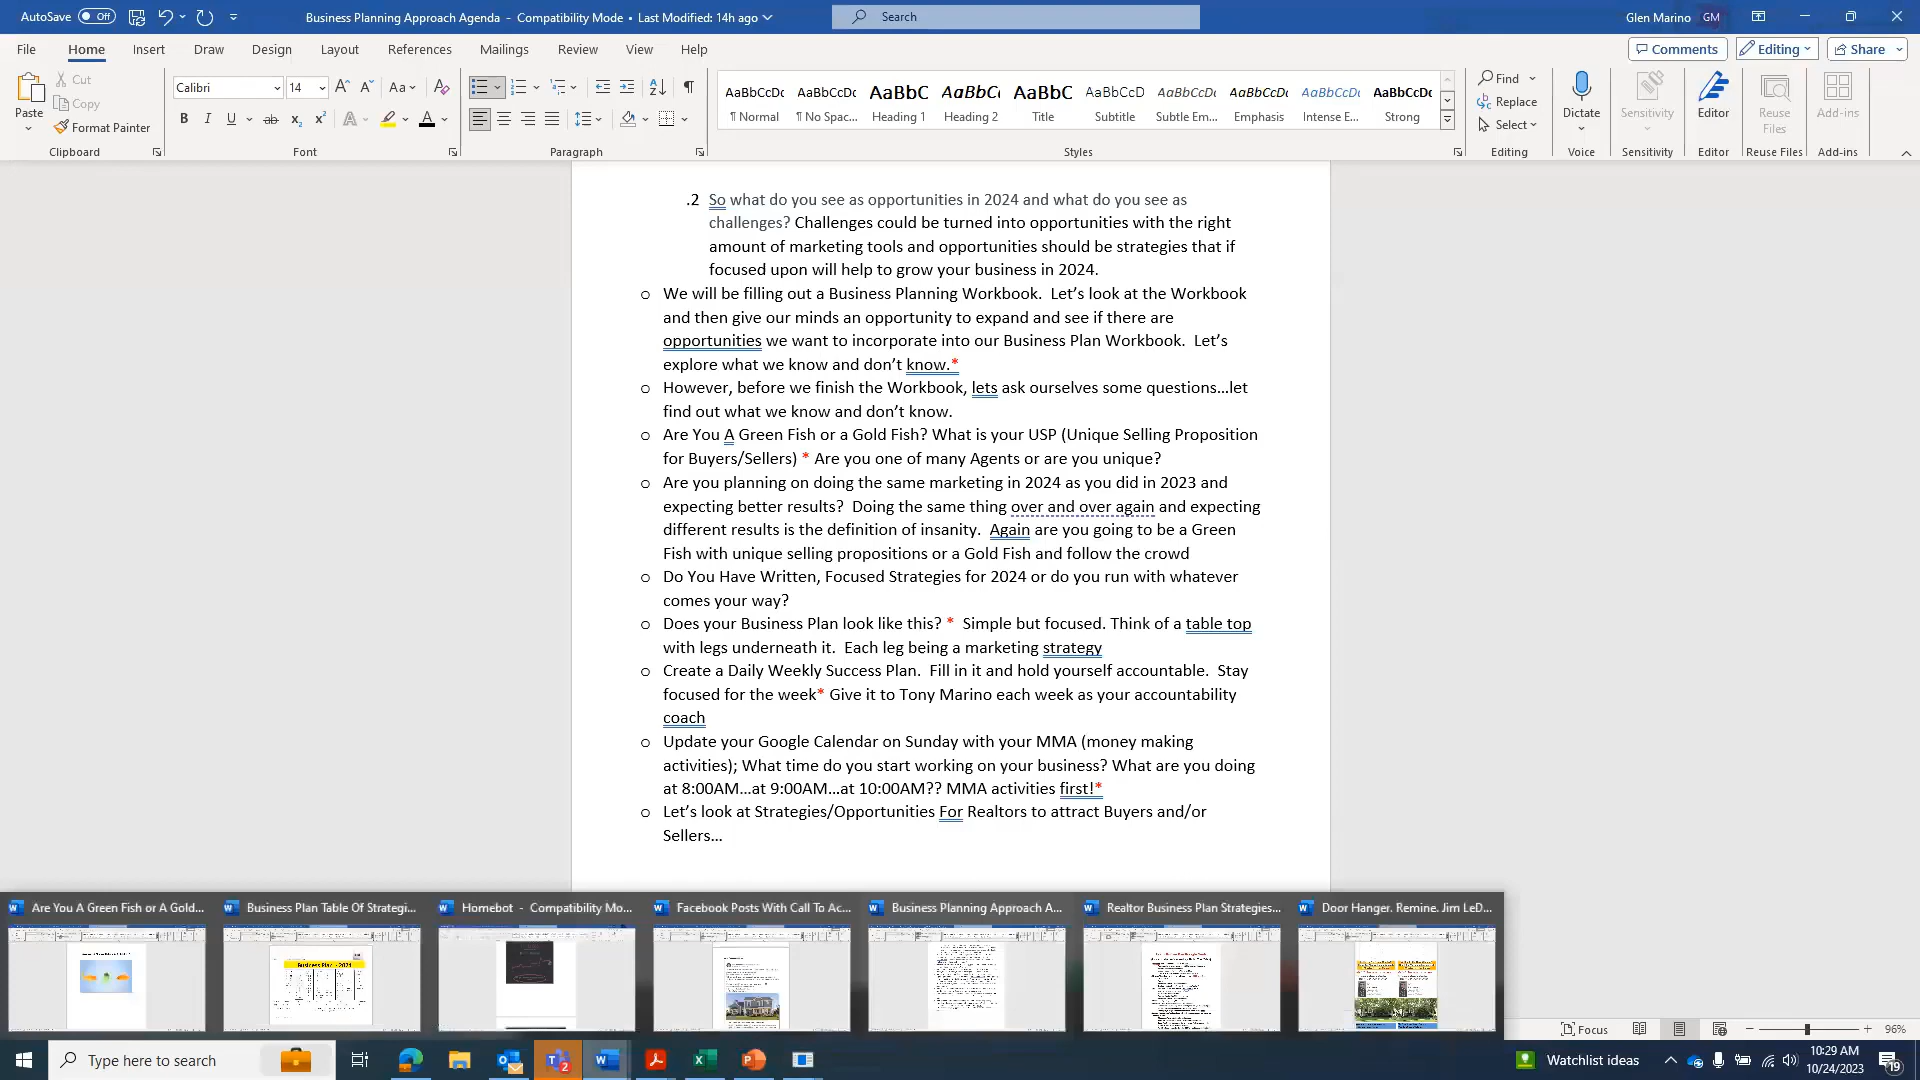 AutoSave Off Business Planning Approach Agenda - Compatibility Mode • Last Modified: 14h ago Search Glen Marino GM
File Home Insert Draw Design Layout References Mailings Review View Help Comments Editing Share
Paste Cut Copy Format Painter Clipboard
Calibri 14 Font
Paragraph
AaBbCcDc AaBbCcDc AaBbC AaBbC AaBbC AaBbCcD AaBbCcDc AaBbCcDc AaBbCcDc AaBbCcDc
¶ Normal ¶ No Spac... Heading 1 Heading 2 Title Subtitle Subtle Em... Emphasis Intense E... Strong
Styles
Find Replace Select Editing
Dictate Voice
Sensitivity Sensitivity
Editor Editor
Reuse Files Reuse Files
Add-ins Add-ins
.2 So what do you see as opportunities in 2024 and what do you see as
challenges? Challenges could be turned into opportunities with the right
amount of marketing tools and opportunities should be strategies that if
focused upon will help to grow your business in 2024.
o We will be filling out a Business Planning Workbook.  Let’s look at the Workbook
and then give our minds an opportunity to expand and see if there are
opportunities we want to incorporate into our Business Plan Workbook.  Let’s
explore what we know and don’t know.*
o However, before we finish the Workbook, lets ask ourselves some questions…let
find out what we know and don’t know.
o Are You A Green Fish or a Gold Fish? What is your USP (Unique Selling Proposition
for Buyers/Sellers) * Are you one of many Agents or are you unique?
o Are you planning on doing the same marketing in 2024 as you did in 2023 and
expecting better results?  Doing the same thing over and over again and expecting
different results is the definition of insanity.  Again are you going to be a Green
Fish with unique selling propositions or a Gold Fish and follow the crowd
o Do You Have Written, Focused Strategies for 2024 or do you run with whatever
comes your way?
o Does your Business Plan look like this? *  Simple but focused. Think of a table top
with legs underneath it.  Each leg being a marketing strategy
o Create a Daily Weekly Success Plan.  Fill in it and hold yourself accountable.  Stay
focused for the week* Give it to Tony Marino each week as your accountability
coach
o Update your Google Calendar on Sunday with your MMA (money making
activities); What time do you start working on your business? What are you doing
at 8:00AM…at 9:00AM…at 10:00AM?? MMA activities first!*
o Let’s look at Strategies/Opportunities For Realtors to attract Buyers and/or
Sellers…
Are You A Green Fish or A Gold... Business Plan Table Of Strategi... Homebot - Compatibility Mo... Facebook Posts With Call To Ac... Business Planning Approach A... Realtor Business Plan Strategies... Door Hanger. Remine. Jim LeD...
Business Plan - 2024
Focus 96%
Type here to search 2 Watchlist ideas 10:29 AM
10/24/2023 19